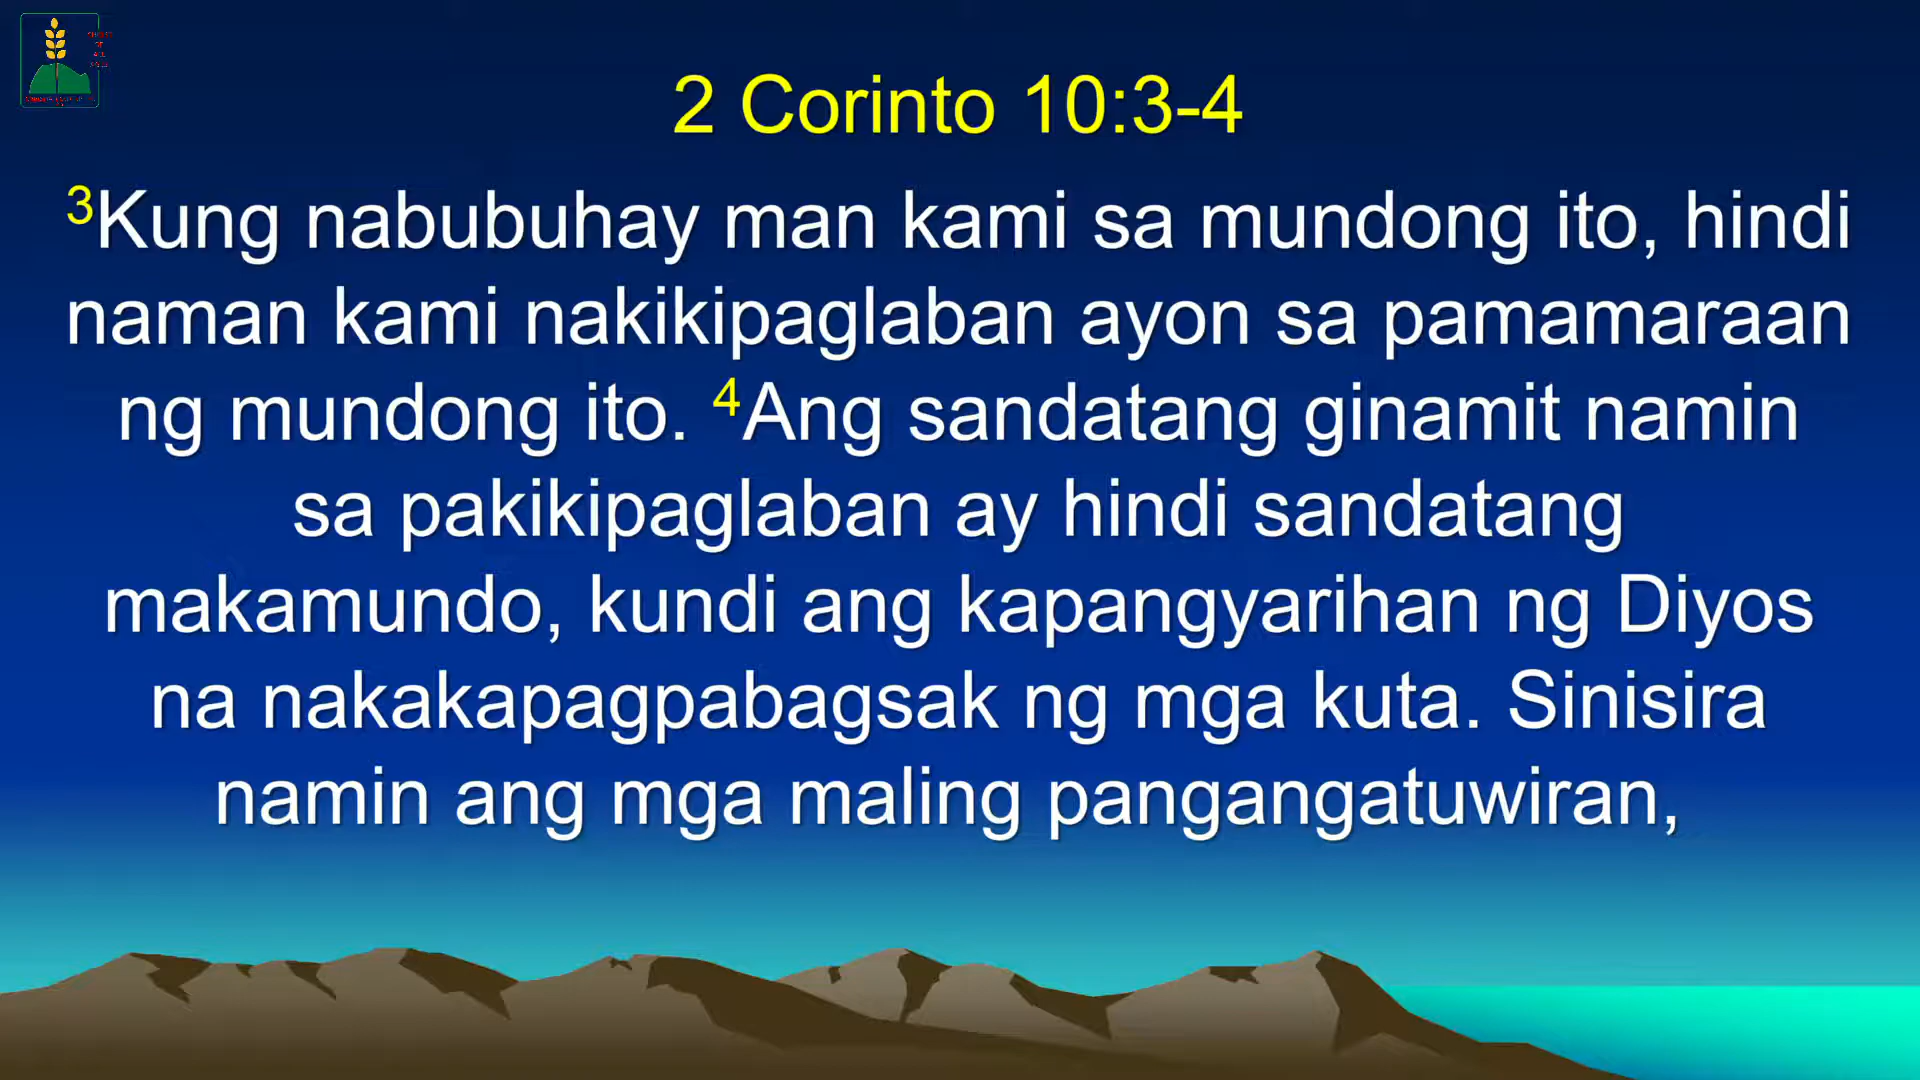 2 Corinto 10:3-4
3Kung nabubuhay man kami sa mundong ito, hindi
naman kami nakikipaglaban ayon sa pamamaraan
ng mundong ito. 4Ang sandatang ginamit namin
sa pakikipaglaban ay hindi sandatang
makamundo, kundi ang kapangyarihan ng Diyos
na nakakapagpabagsak ng mga kuta. Sinisira
namin ang mga maling pangangatuwiran,